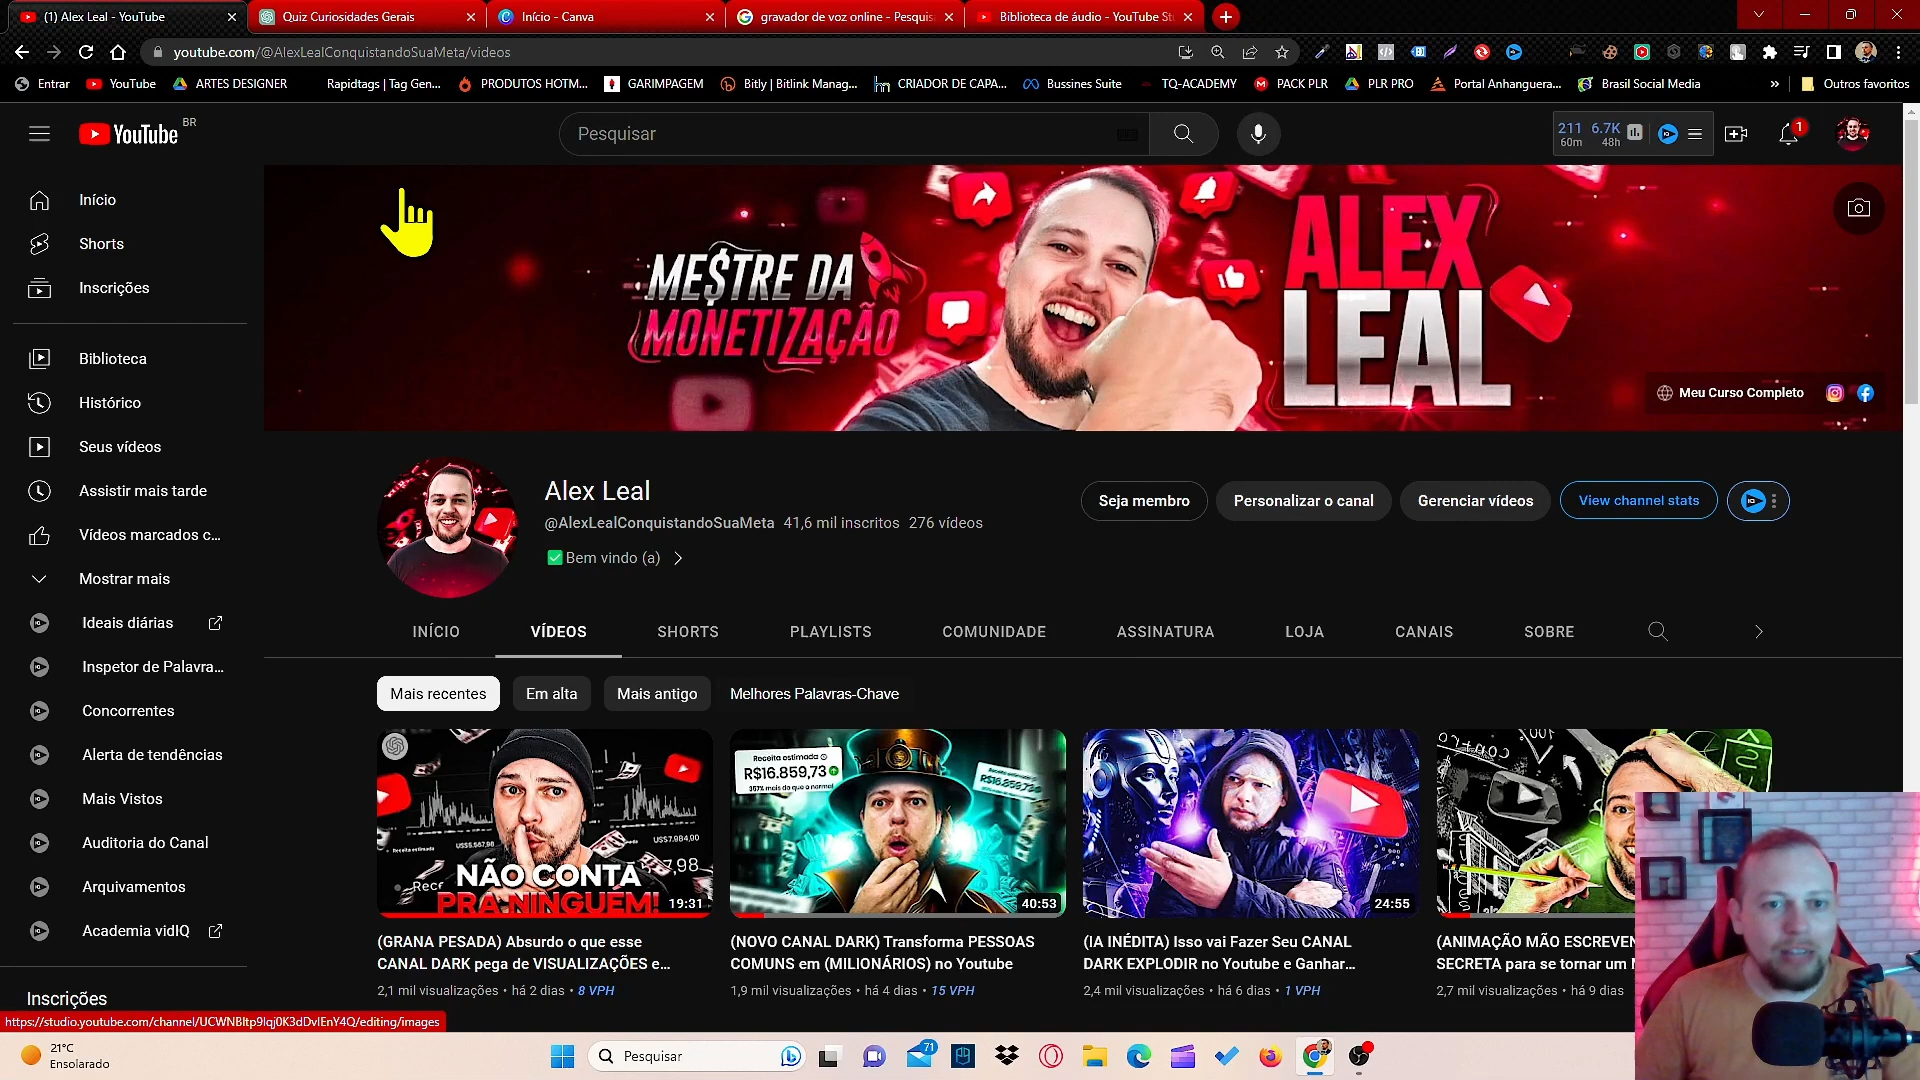 (1) Alex Leal - YouTube
Quiz Curiosidades Gerais
Início - Canva
gravador de voz online - Pesquis
Biblioteca de áudio - YouTube St
youtube.com/@AlexLealConquistandoSuaMeta/videos
Entrar
YouTube
ARTES DESIGNER
Rapidtags | Tag Gen...
PRODUTOS HOTM...
GARIMPAGEM
Bitly | Bitlink Manag...
CRIADOR DE CAPA...
Bussines Suite
TQ-ACADEMY
PACK PLR
PLR PRO
Portal Anhanguera...
Brasil Social Media
»
Outros favoritos
YouTube BR
Pesquisar
211 60m
6.7K 48h
1
Início
Shorts
Inscrições
Biblioteca
Histórico
Seus vídeos
Assistir mais tarde
Vídeos marcados c...
Mostrar mais
Ideais diárias
Inspetor de Palavra...
Concorrentes
Alerta de tendências
Mais Vistos
Auditoria do Canal
Arquivamentos
Academia vidIQ
Inscrições
https://studio.youtube.com/channel/UCWNBltp9lqj0K3dDvIEnY4Q/editing/images
ME$TRE DA
MONETIZAÇÃO
ALEX
LEAL
Meu Curso Completo
Alex Leal
@AlexLealConquistandoSuaMeta 41,6 mil inscritos 276 vídeos
Bem vindo (a)
Seja membro
Personalizar o canal
Gerenciar vídeos
View channel stats
INÍCIO
VÍDEOS
SHORTS
PLAYLISTS
COMUNIDADE
ASSINATURA
LOJA
CANAIS
SOBRE
Mais recentes
Em alta
Mais antigo
Melhores Palavras-Chave
NÃO CONTA
PRA NINGUÉM!
19:31
(GRANA PESADA) Absurdo o que esse
CANAL DARK pega de VISUALIZAÇÕES e...
2,1 mil visualizações • há 2 dias • 8 VPH
Receita estimada
R$16.859,73
357% mais do que o normal
40:53
(NOVO CANAL DARK) Transforma PESSOAS
COMUNS em (MILIONÁRIOS) no Youtube
1,9 mil visualizações • há 4 dias • 15 VPH
24:55
(IA INÉDITA) Isso vai Fazer Seu CANAL
DARK EXPLODIR no Youtube e Ganhar...
2,4 mil visualizações • há 6 dias • 1 VPH
(ANIMAÇÃO MÃO
SECRETA para se tornar um
2,7 mil visualizações • há 9 dias
21°C
Ensolarado
Pesquisar
71